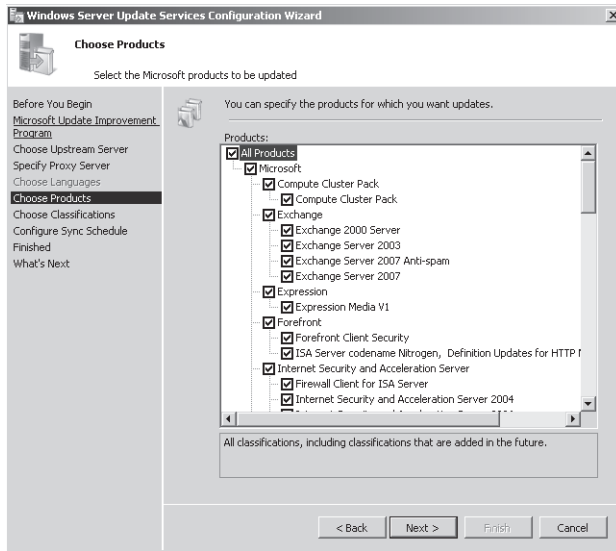 Windows Server Update Services Configuration Wizard
Choose Products
Select the Microsoft products to be updated
Before You Begin
Microsoft Update Improvement
Program
Choose Upstream Server
Specify Proxy Server
Choose Languages
Choose Products
Choose Classifications
Configure Sync Schedule
Finished
What's Next
You can specify the products for which you want updates.
Products:
All Products
Microsoft
Compute Cluster Pack
Compute Cluster Pack
Exchange
Exchange 2000 Server
Exchange Server 2003
Exchange Server 2007 Anti-spam
Exchange Server 2007
Expression
Expression Media V1
Forefront
Forefront Client Security
ISA Server codename Nitrogen, Definition Updates for HTTP
Internet Security and Acceleration Server
Firewall Client for ISA Server
Internet Security and Acceleration Server 2004
All classifications, including classifications that are added in the future.
< Back
Next >
Finish
Cancel